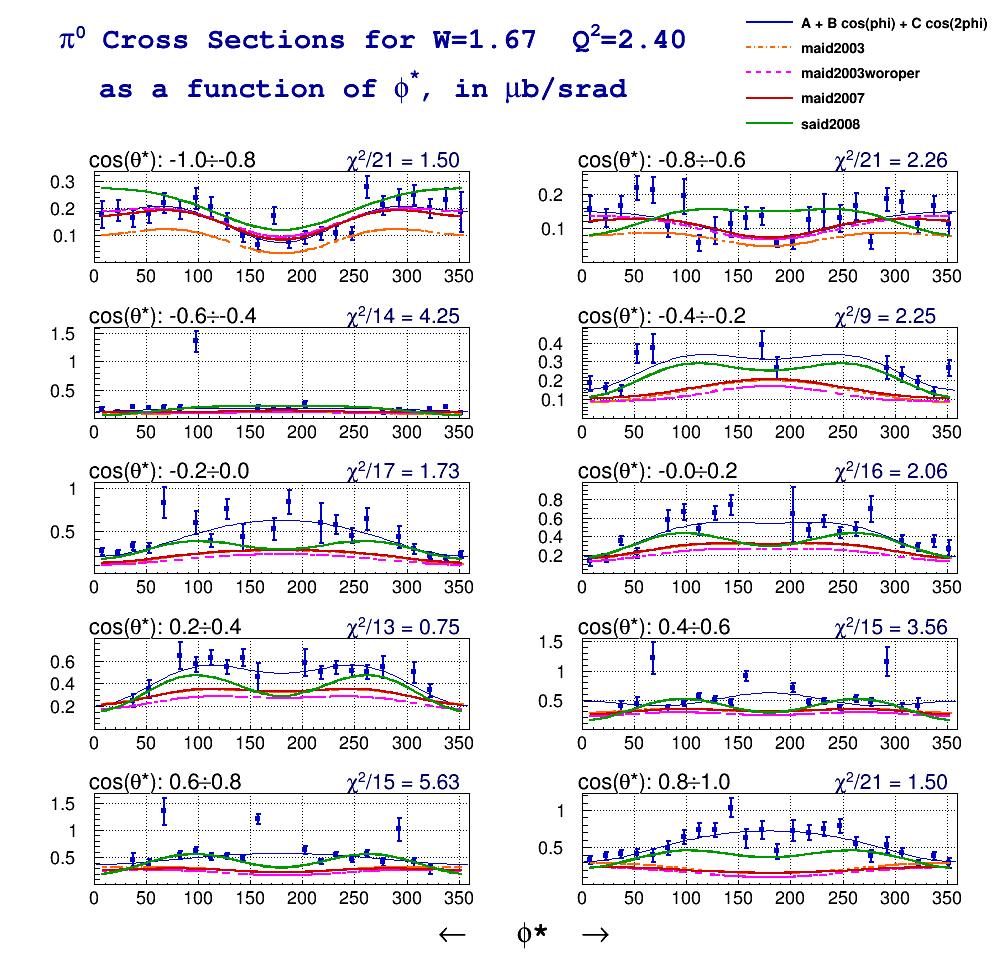 π⁰ Cross Sections for W=1.67 Q²=2.40
as a function of ϕ*, in μb/srad
A + B cos(phi) + C cos(2phi)
maid2003
maid2003woroper
maid2007
said2008
cos(θ*): -1.0÷-0.8 χ²/21 = 1.50
0.3
0.2
0.1
0 50 100 150 200 250 300 350
cos(θ*): -0.8÷-0.6 χ²/21 = 2.26
0.2
0.1
0 50 100 150 200 250 300 350
cos(θ*): -0.6÷-0.4 χ²/14 = 4.25
1.5
1
0.5
0 50 100 150 200 250 300 350
cos(θ*): -0.4÷-0.2 χ²/9 = 2.25
0.4
0.3
0.2
0.1
0 50 100 150 200 250 300 350
cos(θ*): -0.2÷0.0 χ²/17 = 1.73
1
0.5
0 50 100 150 200 250 300 350
cos(θ*): -0.0÷0.2 χ²/16 = 2.06
0.8
0.6
0.4
0.2
0 50 100 150 200 250 300 350
cos(θ*): 0.2÷0.4 χ²/13 = 0.75
0.6
0.4
0.2
0 50 100 150 200 250 300 350
cos(θ*): 0.4÷0.6 χ²/15 = 3.56
1.5
1
0.5
0 50 100 150 200 250 300 350
cos(θ*): 0.6÷0.8 χ²/15 = 5.63
1.5
1
0.5
0 50 100 150 200 250 300 350
cos(θ*): 0.8÷1.0 χ²/21 = 1.50
1
0.5
0 50 100 150 200 250 300 350
← ϕ* →